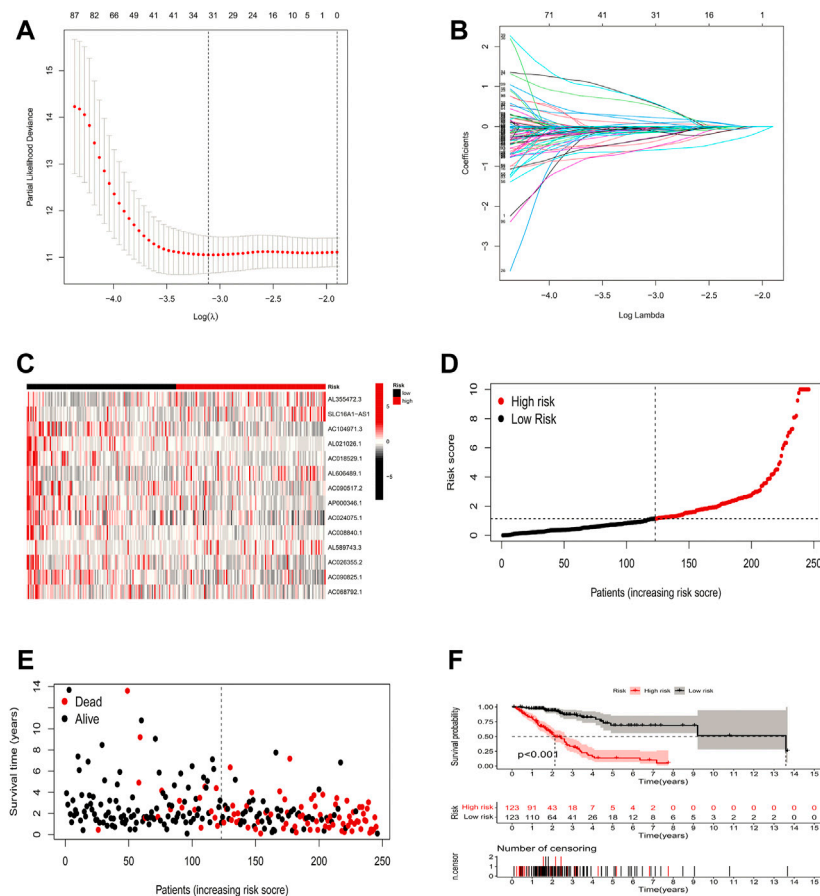 A
87 82 66 49 41 41 34 31 29 24 16 10 5 1 0
Partial Likelihood Deviance
15
14
13
12
11
−4.0 −3.5 −3.0 −2.5 −2.0
Log(λ)
B
71 41 31 16 1
Coefficients
2
1
0
−1
−2
−3
−4.0 −3.5 −3.0 −2.5 −2.0
Log Lambda
C
Risk
AL355472.3
SLC16A1−AS1
AC104971.3
AL021026.1
AC018529.1
AL606489.1
AC090517.2
AP000346.1
AC024075.1
AC008840.1
AL589743.3
AC026355.2
AC090825.1
AC068792.1
5
0
−5
Risk
low
high
D
High risk
Low Risk
Risk score
10
8
6
4
2
0
0 50 100 150 200 250
Patients (increasing risk socre)
E
Dead
Alive
Survival time (years)
14
12
10
8
6
4
2
0
0 50 100 150 200 250
Patients (increasing risk socre)
F
Risk High risk Low risk
Survival probability
1.00
0.75
0.50
0.25
0.00
p<0.001
0 1 2 3 4 5 6 7 8 9 10 11 12 13 14 15
Time(years)
Risk
High risk 123 91 43 18 7 5 4 2 0 0 0 0 0 0 0 0
Low risk 123 110 64 41 26 18 12 8 6 5 3 2 2 2 0 0
0 1 2 3 4 5 6 7 8 9 10 11 12 13 14 15
Time(years)
Number of censoring
n.censor
2
1
0
0 1 2 3 4 5 6 7 8 9 10 11 12 13 14 15
Time(years)